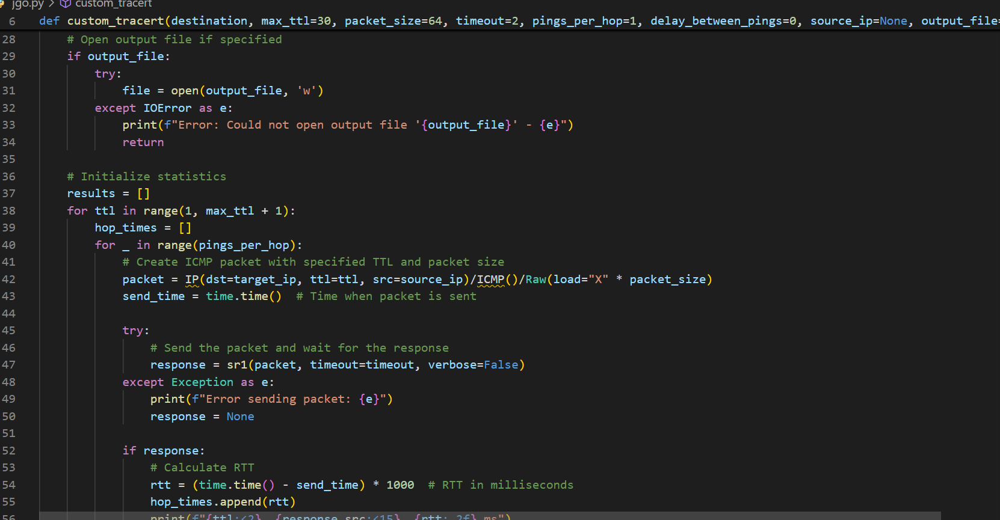 jgo.py > custom_tracert
6 def custom_tracert(destination, max_ttl=30, packet_size=64, timeout=2, pings_per_hop=1, delay_between_pings=0, source_ip=None, output_file=
28 # Open output file if specified
29 if output_file:
30 try:
31 file = open(output_file, 'w')
32 except IOError as e:
33 print(f"Error: Could not open output file '{output_file}' - {e}")
34 return
35
36 # Initialize statistics
37 results = []
38 for ttl in range(1, max_ttl + 1):
39 hop_times = []
40 for _ in range(pings_per_hop):
41 # Create ICMP packet with specified TTL and packet size
42 packet = IP(dst=target_ip, ttl=ttl, src=source_ip)/ICMP()/Raw(load="X" * packet_size)
43 send_time = time.time()  # Time when packet is sent
44
45 try:
46 # Send the packet and wait for the response
47 response = sr1(packet, timeout=timeout, verbose=False)
48 except Exception as e:
49 print(f"Error sending packet: {e}")
50 response = None
51
52 if response:
53 # Calculate RTT
54 rtt = (time.time() - send_time) * 1000  # RTT in milliseconds
55 hop_times.append(rtt)
56 print(f"{ttl:<2}  {response.src:<15}  {rtt:.2f} ms")